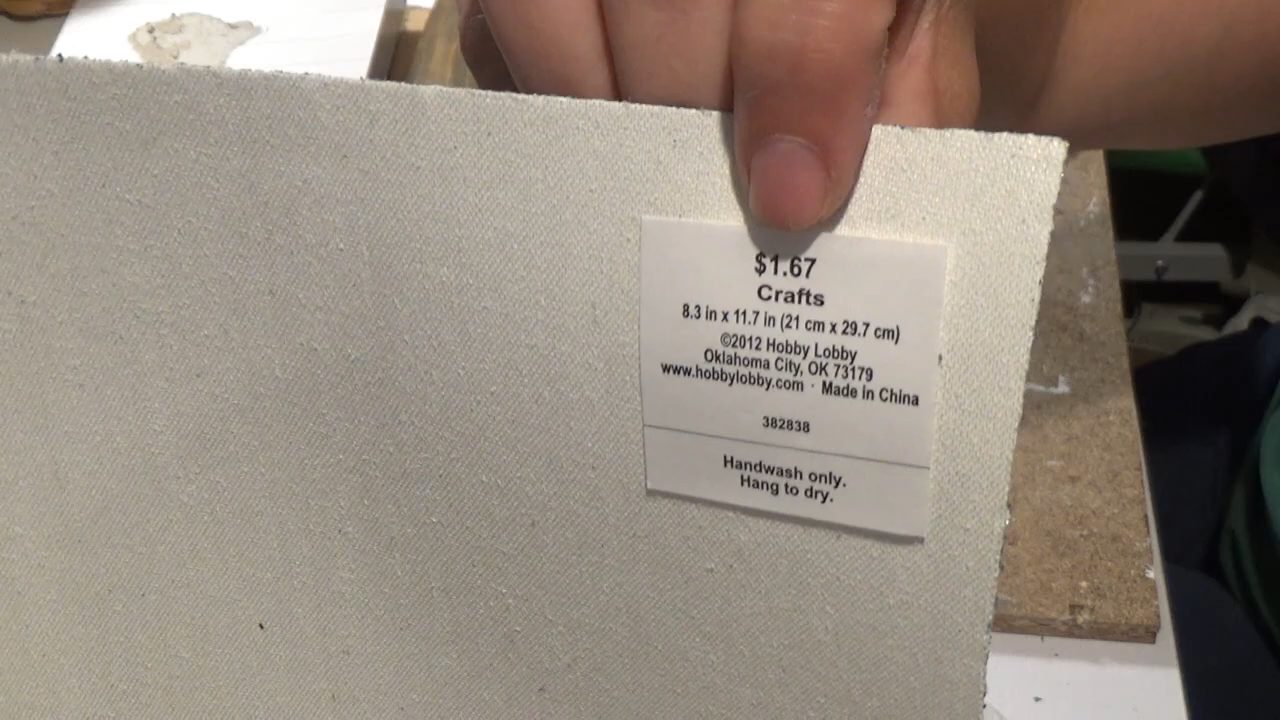 $1.67
Crafts
8.3 in x 11.7 in (21 cm x 29.7 cm)
©2012 Hobby Lobby
Oklahoma City, OK 73179
www.hobbylobby.com · Made in China
382838
Handwash only.
Hang to dry.